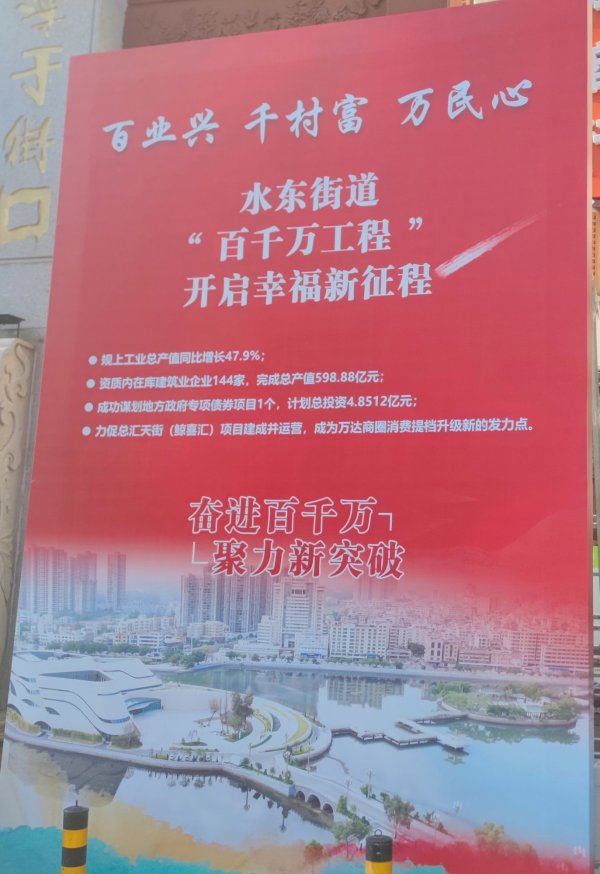 百业兴 千村富 万民心
水东街道
“百千万工程”
开启幸福新征程
● 规上工业总产值同比增长47.9%；
● 资质内在库建筑业企业144家，完成总产值598.88亿元；
● 成功谋划地方政府专项债券项目1个，计划总投资4.8512亿元；
● 力促总汇天街（鲸喜汇）项目建成并运营，成为万达商圈消费提档升级新的发力点。
奋进百千万
聚力新突破
于街口